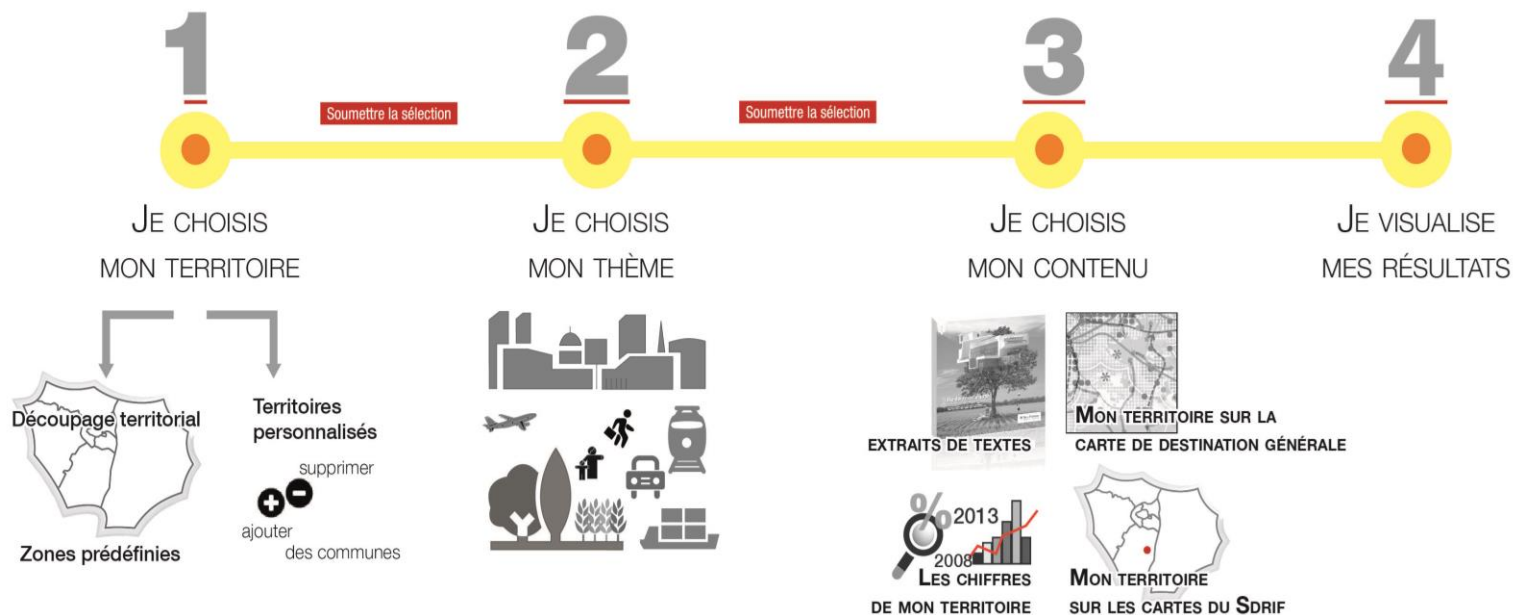 1
2
3
4
Soumettre la sélection
Soumettre la sélection
JE CHOISIS
MON TERRITOIRE
JE CHOISIS
MON THÈME
JE CHOISIS
MON CONTENU
JE VISUALISE
MES RÉSULTATS
Découpage territorial
Zones prédéfinies
Territoires
personnalisés
supprimer
ajouter
des communes
EXTRAITS DE TEXTES
MON TERRITOIRE SUR LA
CARTE DE DESTINATION GÉNÉRALE
%
2013
2008
LES CHIFFRES
DE MON TERRITOIRE
MON TERRITOIRE
SUR LES CARTES DU SDRIF